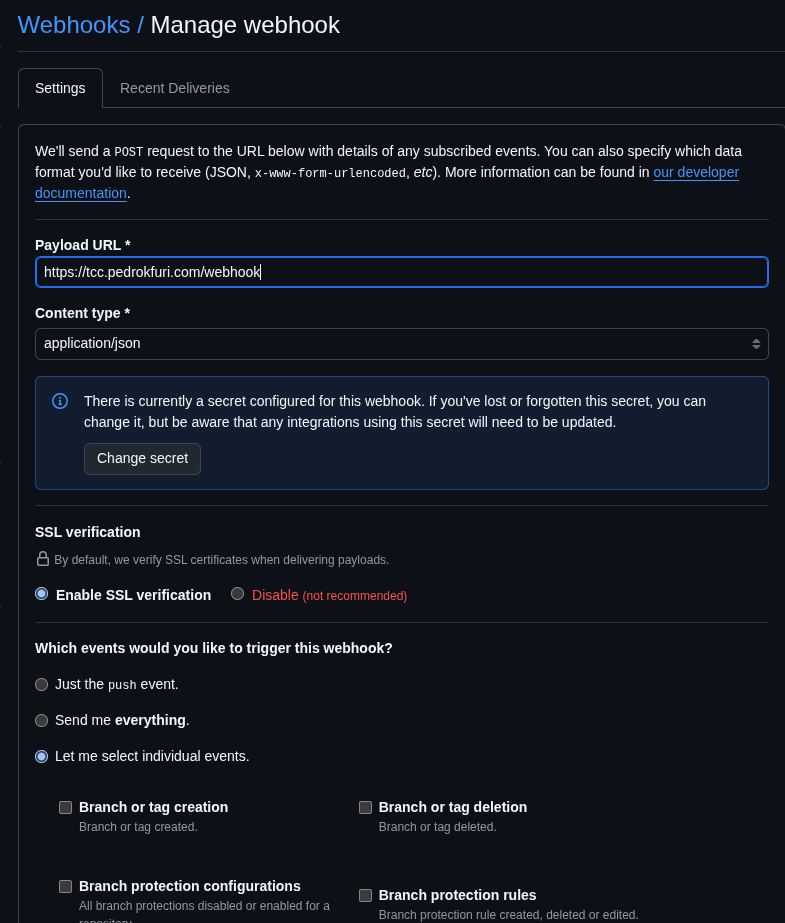 Webhooks / Manage webhook
Settings Recent Deliveries
We'll send a POST request to the URL below with details of any subscribed events. You can also specify which data
format you'd like to receive (JSON, x-www-form-urlencoded, etc). More information can be found in our developer
documentation.
Payload URL *
https://tcc.pedrokfuri.com/webhook
Content type *
application/json
There is currently a secret configured for this webhook. If you've lost or forgotten this secret, you can
change it, but be aware that any integrations using this secret will need to be updated.
Change secret
SSL verification
By default, we verify SSL certificates when delivering payloads.
Enable SSL verification Disable (not recommended)
Which events would you like to trigger this webhook?
Just the push event.
Send me everything.
Let me select individual events.
Branch or tag creation
Branch or tag created.
Branch or tag deletion
Branch or tag deleted.
Branch protection configurations
All branch protections disabled or enabled for a
repository.
Branch protection rules
Branch protection rule created, deleted or edited.